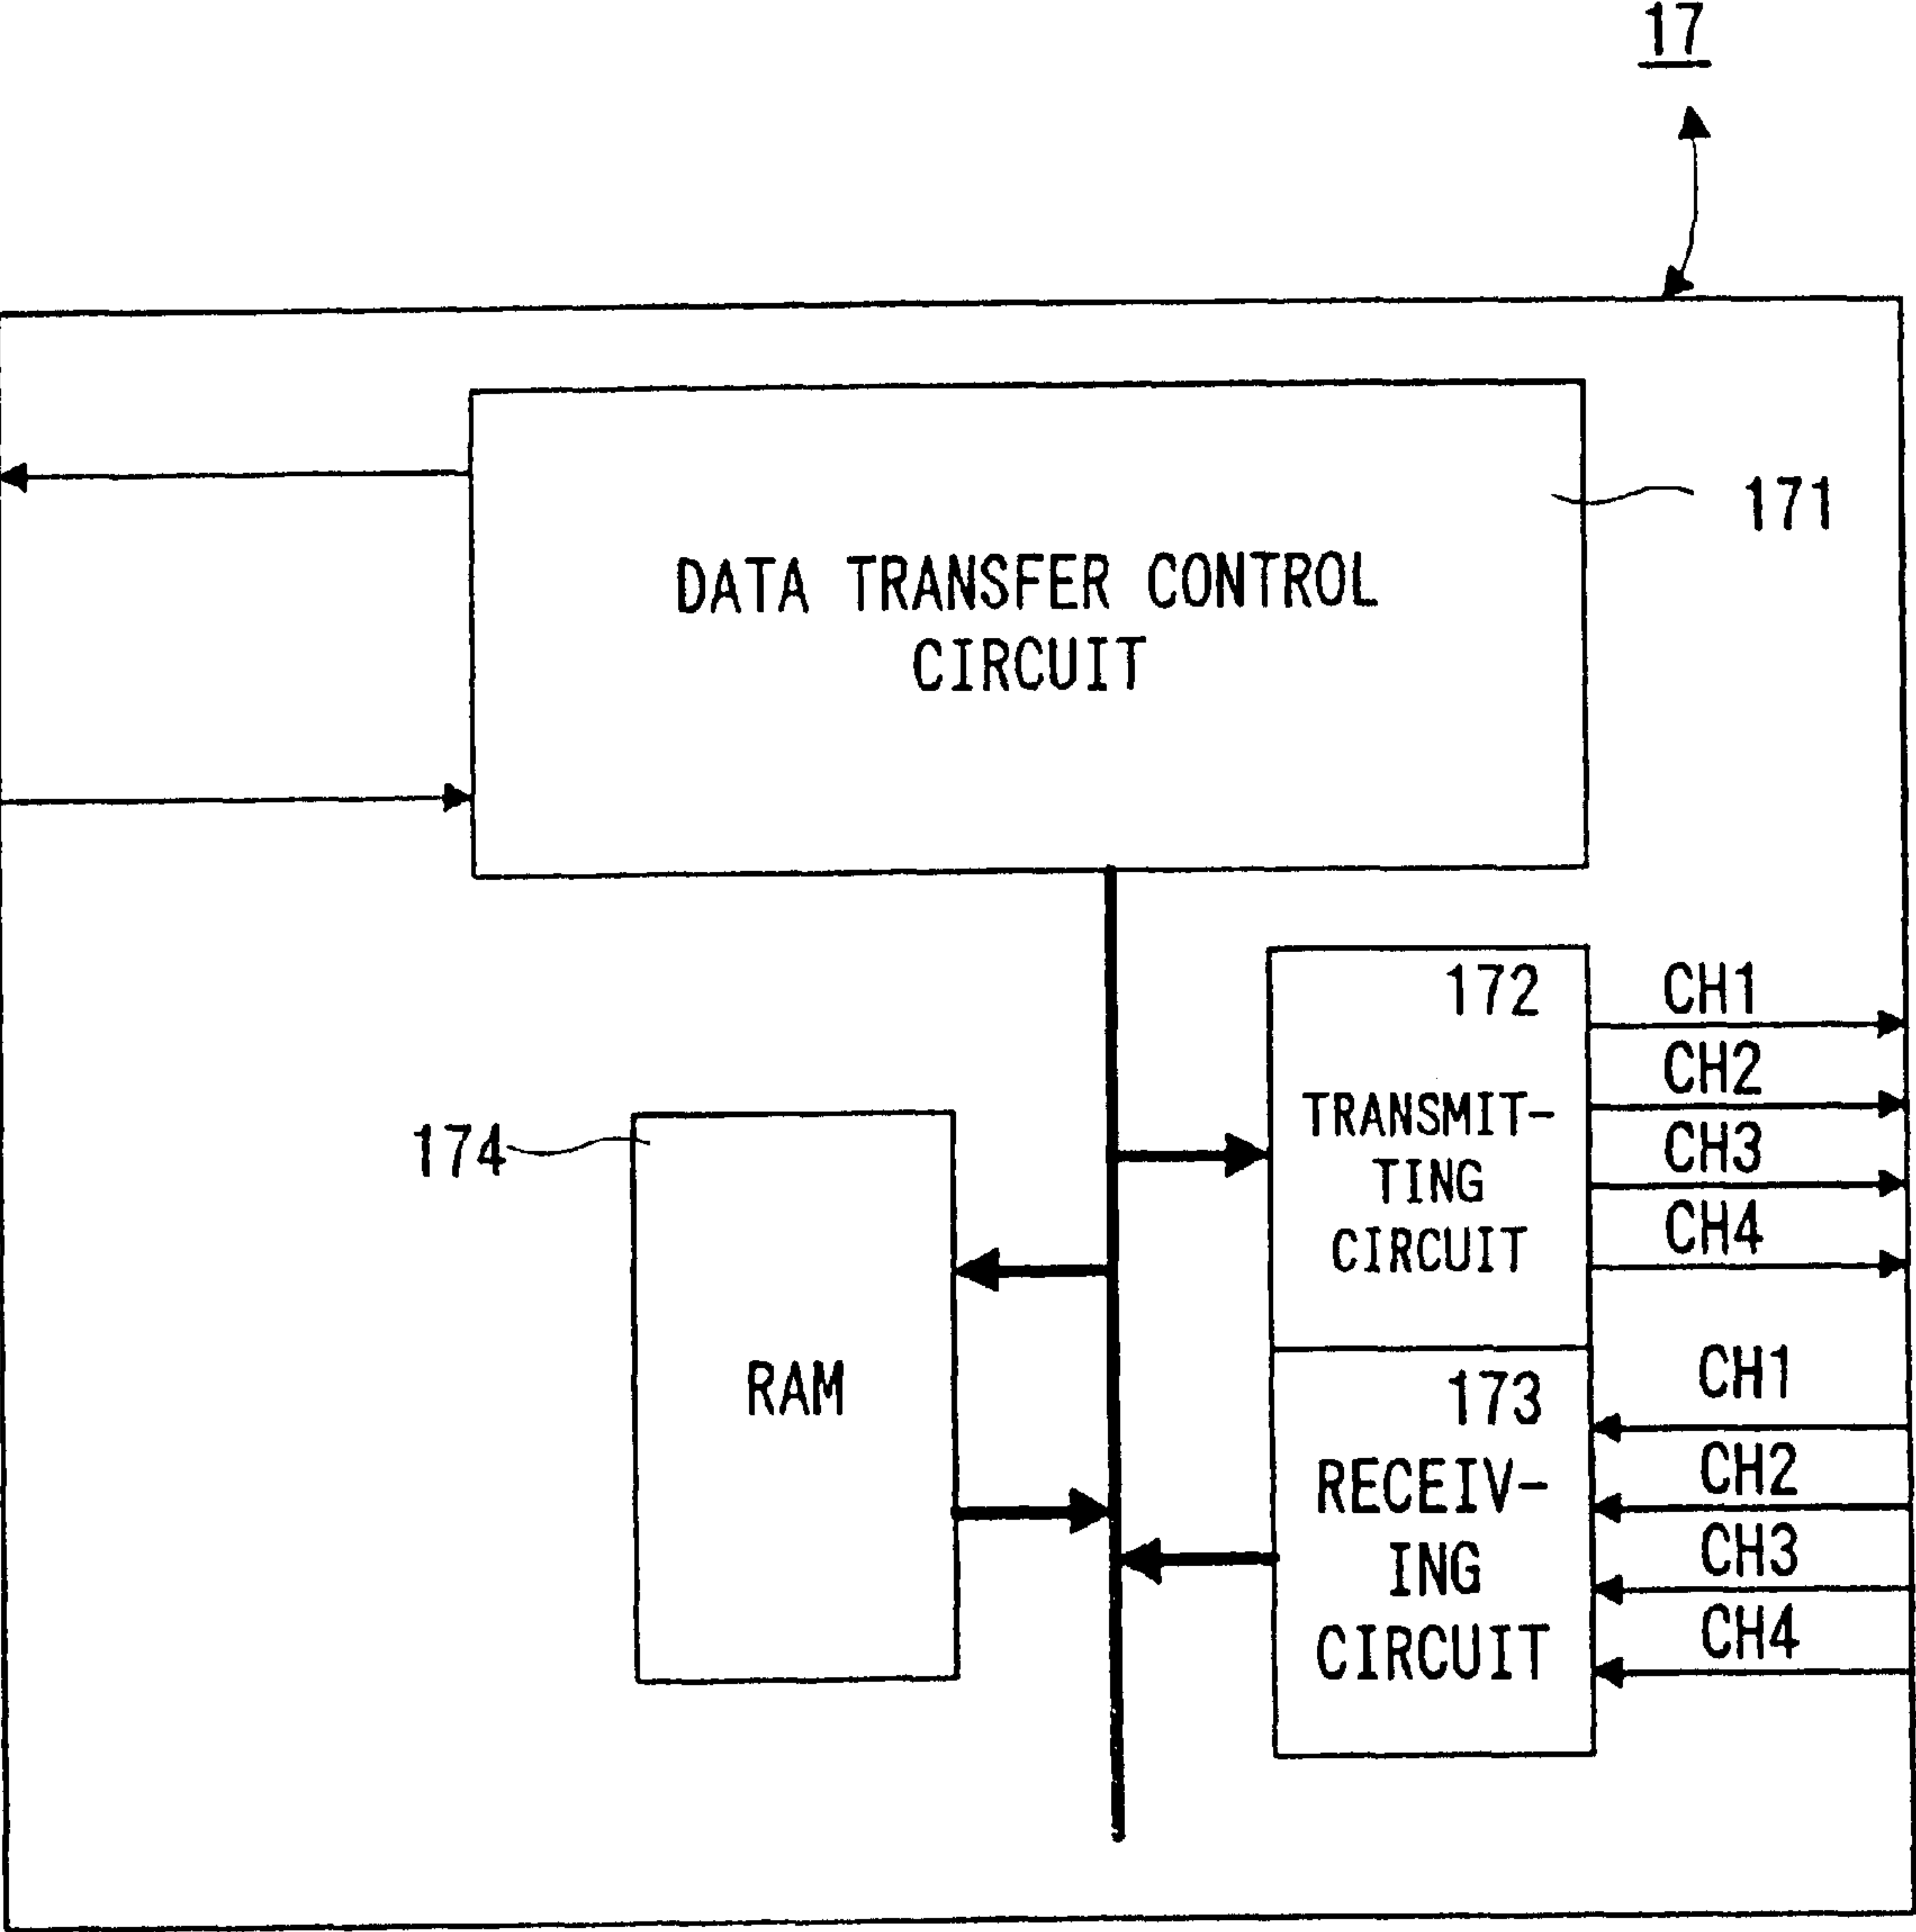 17
171
DATA TRANSFER CONTROL
CIRCUIT
172
TRANSMIT-
TING
CIRCUIT
CH1
CH2
CH3
CH4
174
RAM
173
RECEIV-
ING
CIRCUIT
CH1
CH2
CH3
CH4